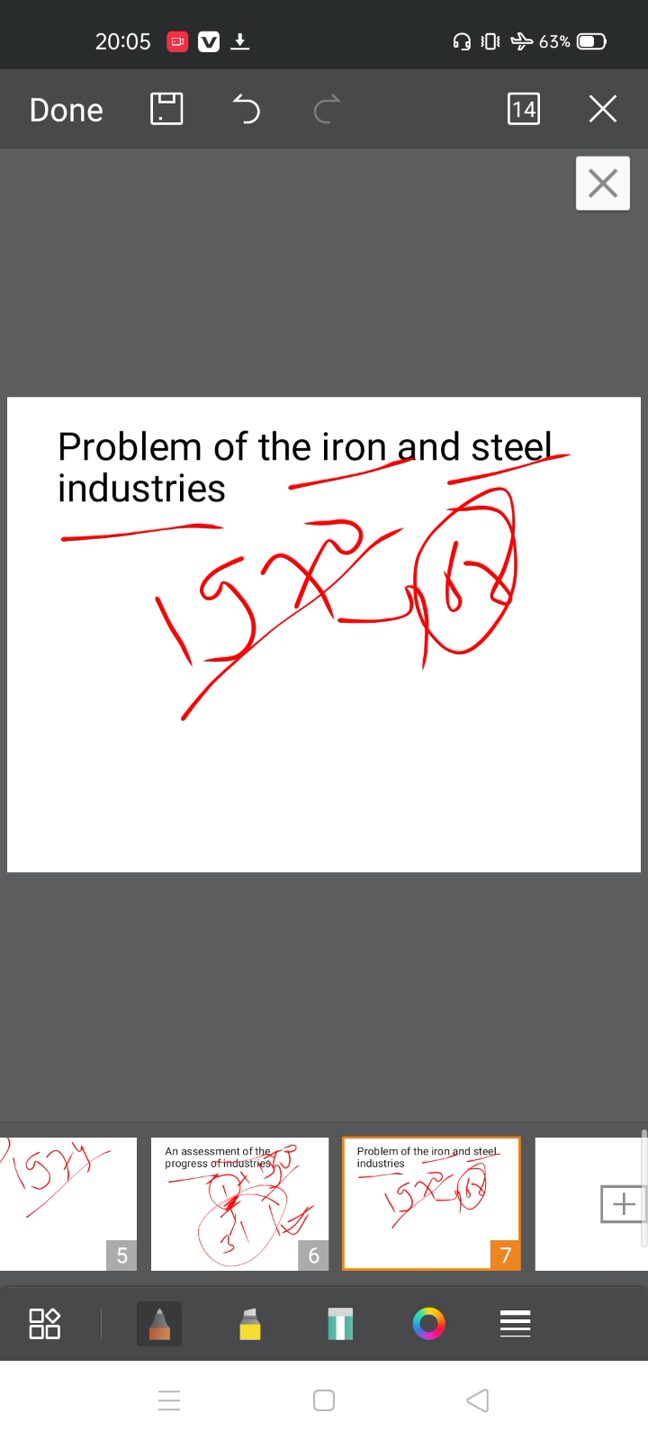 20:05
63%
Done
14
Problem of the iron and steel
industries
An assessment of the
progress of industries
Problem of the iron and steel
industries
5
6
7